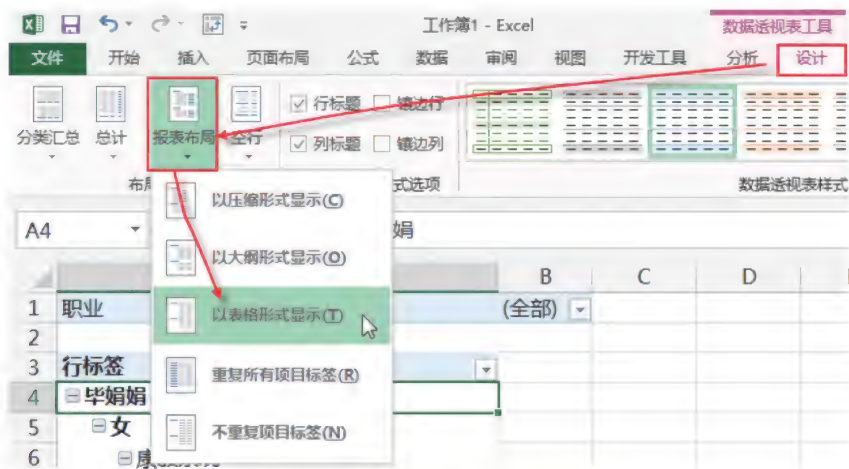 工作簿1 - Excel
数据透视表工具
文件 开始 插入 页面布局 公式 数据 审阅 视图 开发工具 分析 设计
分类汇总 总计 报表布局 空行
行标题 镶边行
列标题 镶边列
式选项 数据透视表样式
以压缩形式显示(C)
A4 娟
以大纲形式显示(O)
B C D
以表格形式显示(T)
1 职业 (全部)
2
3 行标签
重复所有项目标签(R)
4 毕娟娟
5 女
不重复项目标签(N)
6